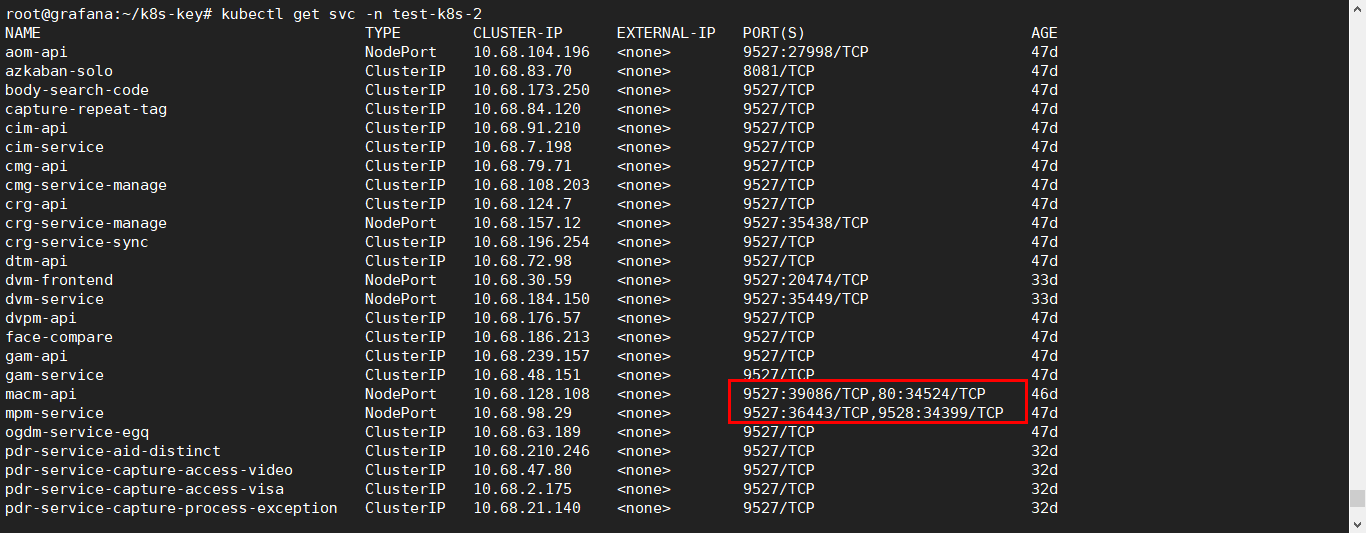 root@grafana:~/k8s-key# kubectl get svc -n test-k8s-2
NAME TYPE CLUSTER-IP EXTERNAL-IP PORT(S) AGE
aom-api NodePort 10.68.104.196 <none> 9527:27998/TCP 47d
azkaban-solo ClusterIP 10.68.83.70 <none> 8081/TCP 47d
body-search-code ClusterIP 10.68.173.250 <none> 9527/TCP 47d
capture-repeat-tag ClusterIP 10.68.84.120 <none> 9527/TCP 47d
cim-api ClusterIP 10.68.91.210 <none> 9527/TCP 47d
cim-service ClusterIP 10.68.7.198 <none> 9527/TCP 47d
cmg-api ClusterIP 10.68.79.71 <none> 9527/TCP 47d
cmg-service-manage ClusterIP 10.68.108.203 <none> 9527/TCP 47d
crg-api ClusterIP 10.68.124.7 <none> 9527/TCP 47d
crg-service-manage NodePort 10.68.157.12 <none> 9527:35438/TCP 47d
crg-service-sync ClusterIP 10.68.196.254 <none> 9527/TCP 47d
dtm-api ClusterIP 10.68.72.98 <none> 9527/TCP 47d
dvm-frontend NodePort 10.68.30.59 <none> 9527:20474/TCP 33d
dvm-service NodePort 10.68.184.150 <none> 9527:35449/TCP 33d
dvpm-api ClusterIP 10.68.176.57 <none> 9527/TCP 47d
face-compare ClusterIP 10.68.186.213 <none> 9527/TCP 47d
gam-api ClusterIP 10.68.239.157 <none> 9527/TCP 47d
gam-service ClusterIP 10.68.48.151 <none> 9527/TCP 47d
macm-api NodePort 10.68.128.108 <none> 9527:39086/TCP,80:34524/TCP 46d
mpm-service NodePort 10.68.98.29 <none> 9527:36443/TCP,9528:34399/TCP 47d
ogdm-service-egq ClusterIP 10.68.63.189 <none> 9527/TCP 47d
pdr-service-aid-distinct ClusterIP 10.68.210.246 <none> 9527/TCP 32d
pdr-service-capture-access-video ClusterIP 10.68.47.80 <none> 9527/TCP 32d
pdr-service-capture-access-visa ClusterIP 10.68.2.175 <none> 9527/TCP 32d
pdr-service-capture-process-exception ClusterIP 10.68.21.140 <none> 9527/TCP 32d